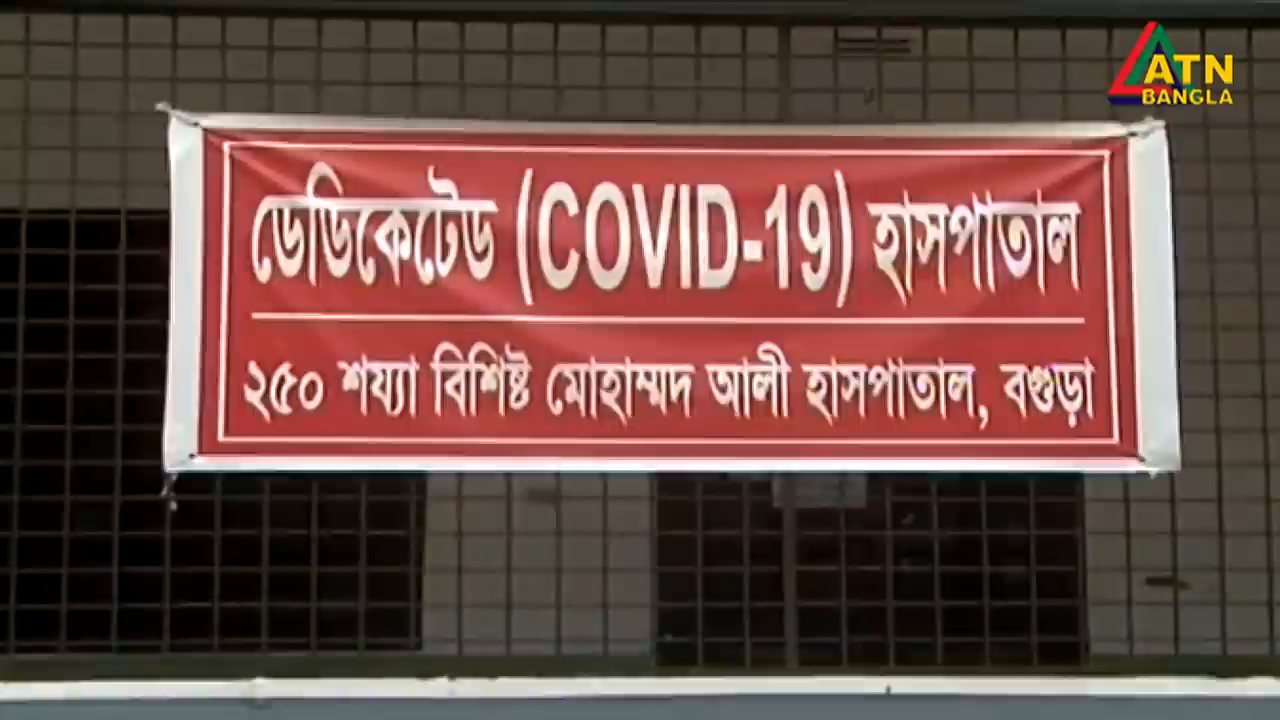 ATN
BANGLA
ডেডিকেটেড (COVID-19) হাসপাতাল
২৫০ শয্যা বিশিষ্ট মোহাম্মদ আলী হাসপাতাল, বগুড়া